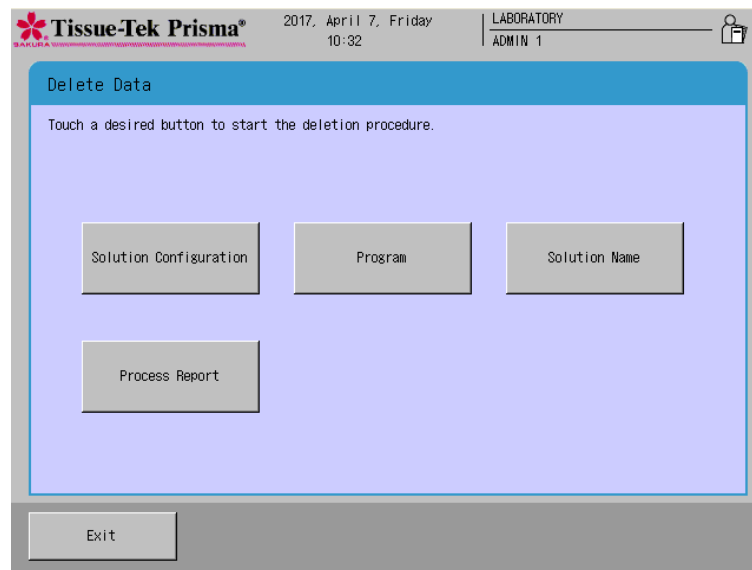 SAKURA
Tissue-Tek Prisma®
2017, April 7, Friday
10:32
LABORATORY
ADMIN 1
Delete Data
Touch a desired button to start the deletion procedure.
Solution Configuration
Program
Solution Name
Process Report
Exit